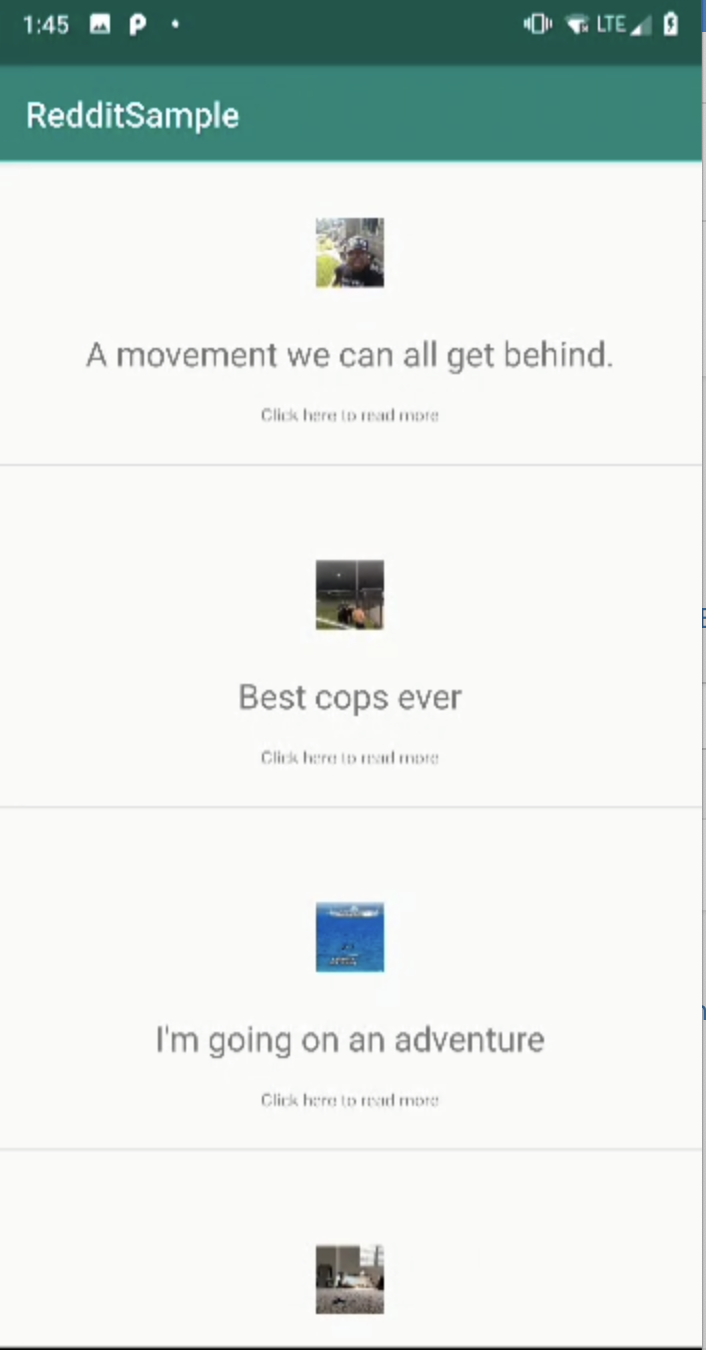 1:45 P LTE
RedditSample
A movement we can all get behind.
Click here to read more
Best cops ever
Click here to read more
I'm going on an adventure
Click here to read more